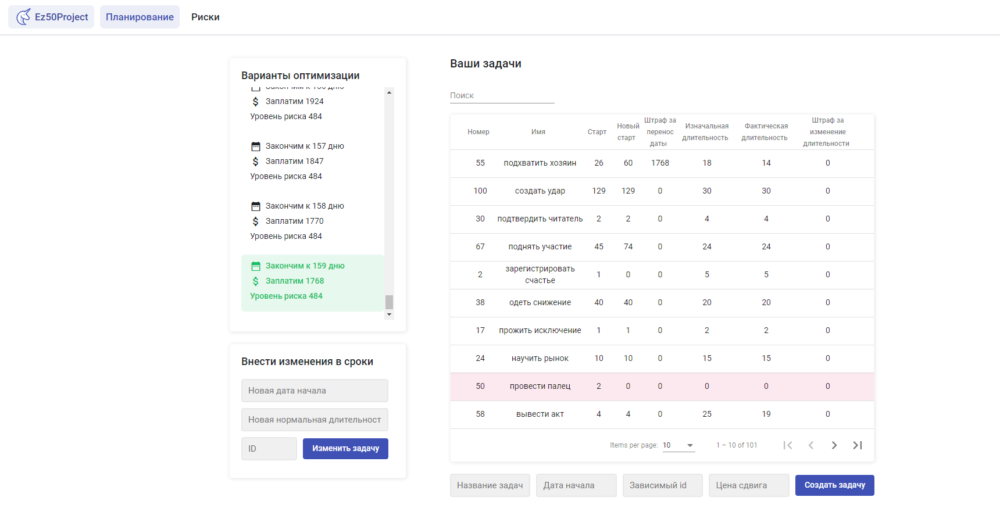 Ez50Project
Планирование
Риски
Варианты оптимизации
Заплатим 1924
Уровень риска 484
Закончим к 157 дню
Заплатим 1847
Уровень риска 484
Закончим к 158 дню
Заплатим 1770
Уровень риска 484
Закончим к 159 дню
Заплатим 1768
Уровень риска 484
Внести изменения в сроки
Новая дата начала
Новая нормальная длительност
ID
Изменить задачу
Ваши задачи
Поиск
Номер
Имя
Старт
Новый
старт
Штраф за
перенос
даты
Изначальная
длительность
Фактическая
длительность
Штраф за
изменение
длительности
55 подхватить хозяин 26 60 1768 18 14 0
100 создать удар 129 129 0 30 30 0
30 подтвердить читатель 2 2 0 4 4 0
67 поднять участие 45 74 0 24 24 0
2 зарегистрировать
счастье 1 0 0 5 5 0
38 одеть снижение 40 40 0 20 20 0
17 прожить исключение 1 1 0 2 2 0
24 научить рынок 10 10 0 15 15 0
50 провести палец 2 0 0 0 0 0
58 вывести акт 4 4 0 25 19 0
Items per page: 10 1 – 10 of 101
Название задач
Дата начала
Зависимый id
Цена сдвига
Создать задачу